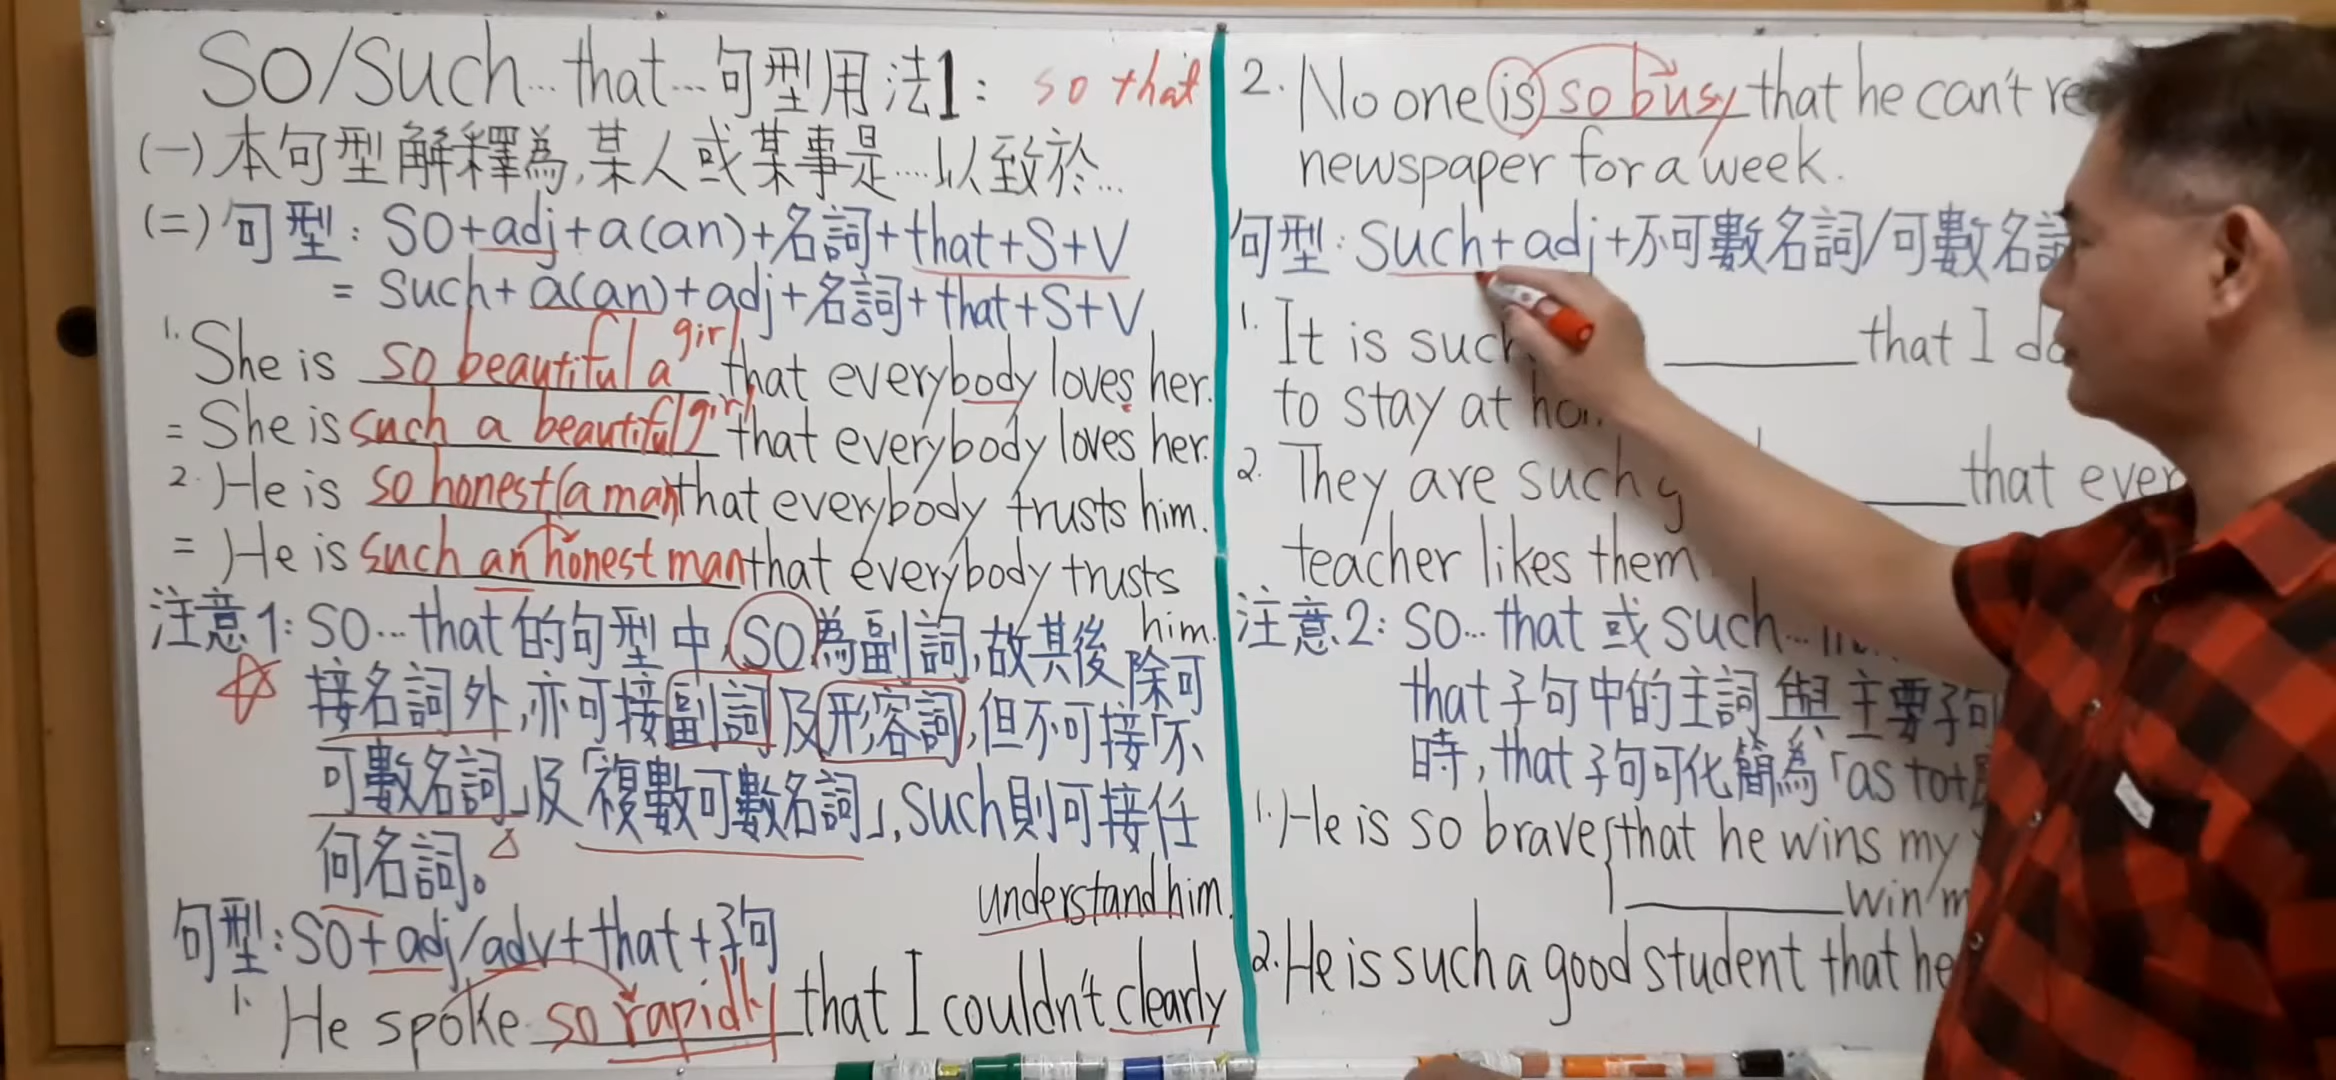 So/Such…that…句型用法1: so that
(一)本句型解釋為,某人或某事是…以致於…
(二)句型: so+adj+a(an)+名詞+that+S+V
= such+a(an)+adj+名詞+that+S+V
1. She is so beautiful a girl that everybody loves her.
= She is such a beautiful girl that everybody loves her.
2. He is so honest (a man) that everybody trusts him.
= He is such an honest man that everybody trusts him.
注意1: so…that的句型中,so為副詞,故其後除可
接名詞外,亦可接副詞及形容詞,但不可接「不
可數名詞」及「複數可數名詞」,such則可接任
何名詞。
句型: so+adj/adv+that+子句
1. He spoke so rapidly that I couldn't clearly
understand him.
2. No one is so busy that he can't re
newspaper for a week.
句型: such+adj+不可數名詞/可數名詞
1. It is such that I do
to stay at
2. They are such that ever
teacher likes them
注意2: so…that 或 such…
that子句中的主詞與主要子句
時,that子句可化簡為「as to+
1. He is so brave that he wins my
win m
2. He is such a good student that he